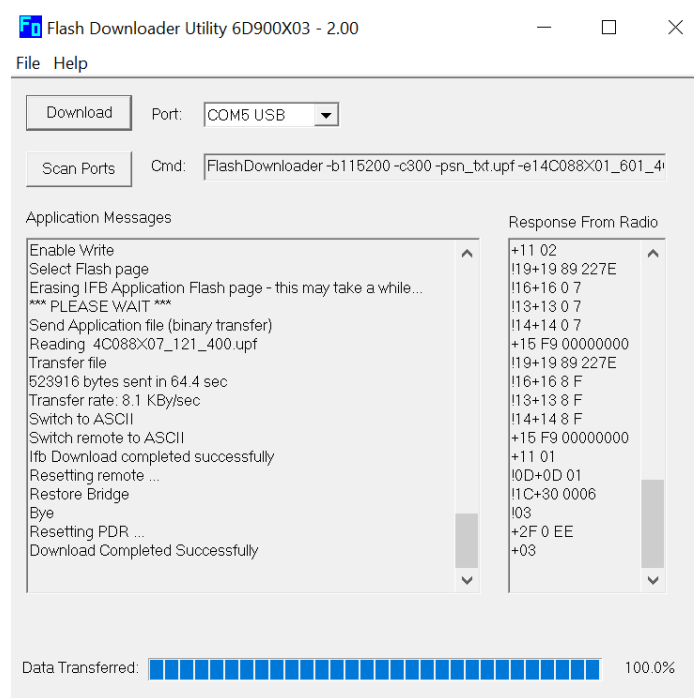 Flash Downloader Utility 6D900X03 - 2.00
File Help
Download Port: COM5 USB
Scan Ports Cmd: FlashDownloader -b115200 -c300 -psn_txt.upf -e14C088X01_601_4
Application Messages
Enable Write
Select Flash page
Erasing IFB Application Flash page - this may take a while...
*** PLEASE WAIT ***
Send Application file (binary transfer)
Reading 4C088X07_121_400.upf
Transfer file
523916 bytes sent in 64.4 sec
Transfer rate: 8.1 KBy/sec
Switch to ASCII
Switch remote to ASCII
Ifb Download completed successfully
Resetting remote ...
Restore Bridge
Bye
Resetting PDR ...
Download Completed Successfully
Response From Radio
+11 02
!19+19 89 227E
!16+16 0 7
!13+13 0 7
!14+14 0 7
+15 F9 00000000
!19+19 89 227E
!16+16 8 F
!13+13 8 F
!14+14 8 F
+15 F9 00000000
+11 01
!0D+0D 01
!1C+30 0006
!03
+2F 0 EE
+03
Data Transferred: 100.0%